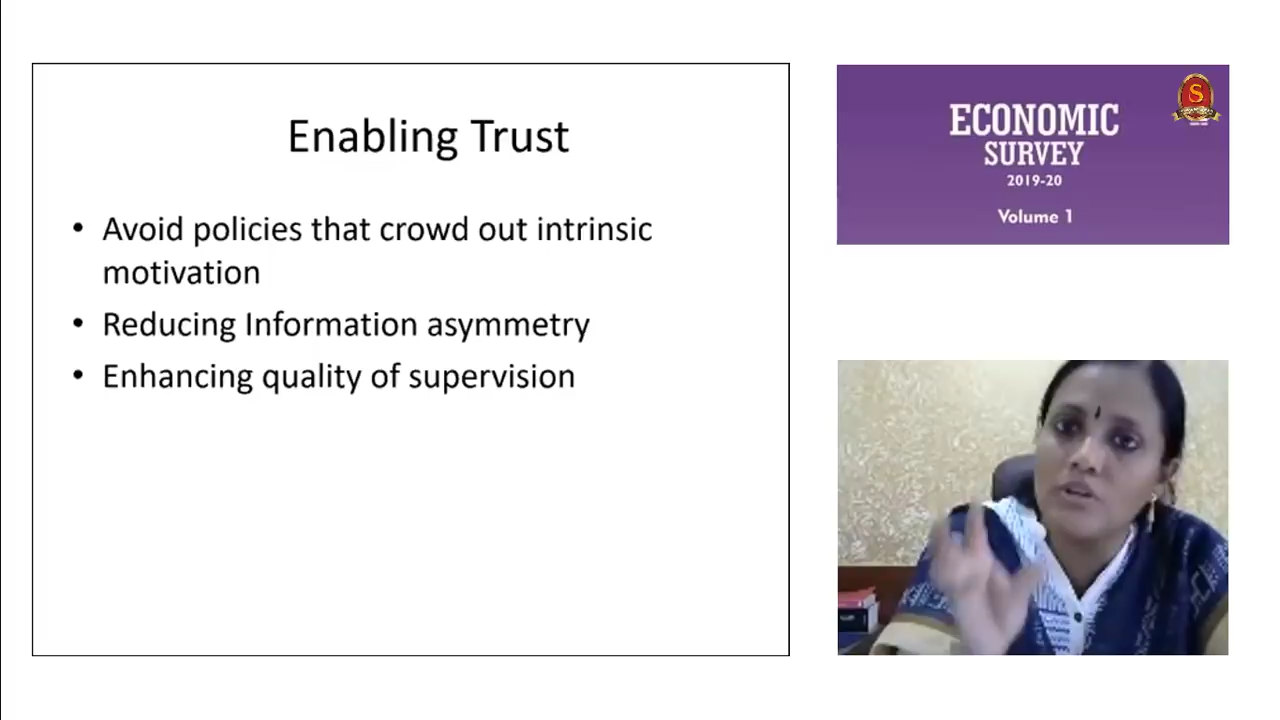 Enabling Trust
• Avoid policies that crowd out intrinsic
motivation
• Reducing Information asymmetry
• Enhancing quality of supervision
ECONOMIC
SURVEY
2019-20
Volume 1
S